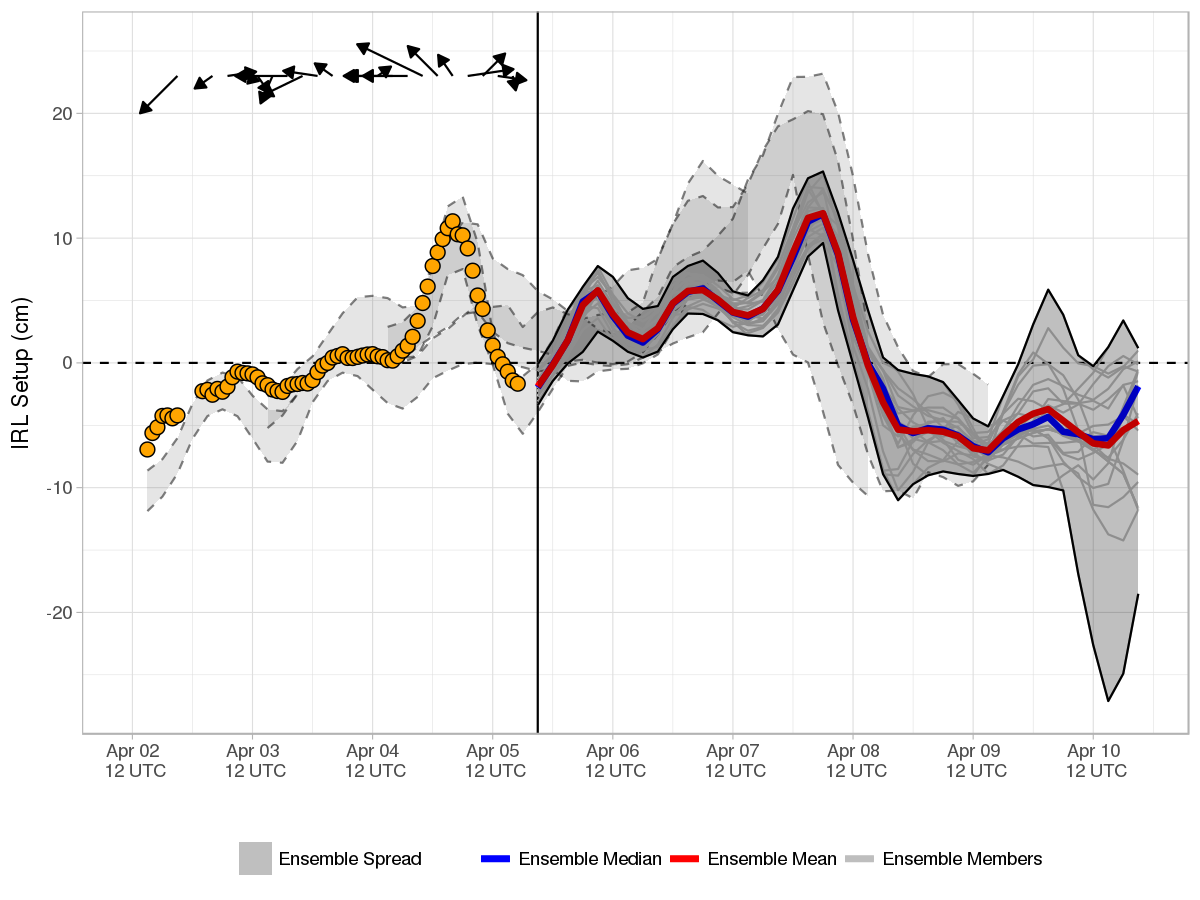 IRL Setup (cm)
20
10
0
-10
-20
Apr 02 Apr 03 Apr 04 Apr 05 Apr 06 Apr 07 Apr 08 Apr 09 Apr 10
12 UTC 12 UTC 12 UTC 12 UTC 12 UTC 12 UTC 12 UTC 12 UTC 12 UTC
Ensemble Spread Ensemble Median Ensemble Mean Ensemble Members